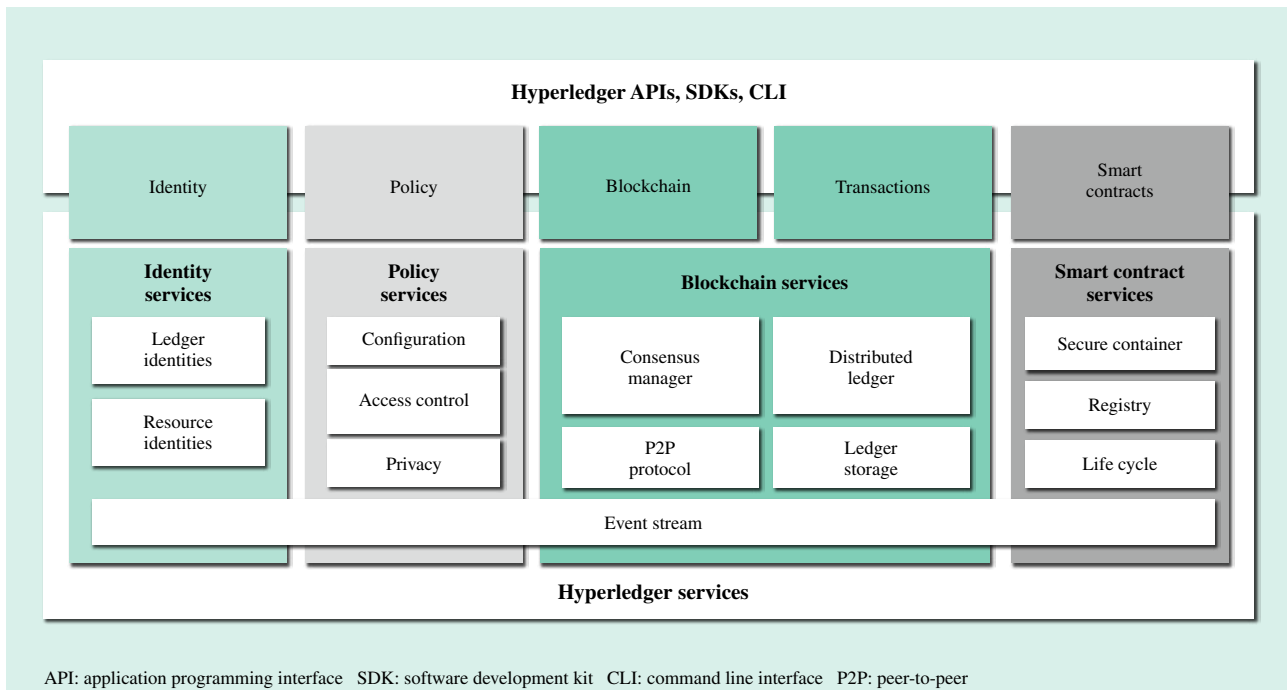 Hyperledger APIs, SDKs, CLI
Identity
Policy
Blockchain
Transactions
Smart
contracts
Identity
services
Ledger
identities
Resource
identities
Policy
services
Configuration
Access control
Privacy
Blockchain services
Consensus
manager
Distributed
ledger
P2P
protocol
Ledger
storage
Smart contract
services
Secure container
Registry
Life cycle
Event stream
Hyperledger services
API: application programming interface SDK: software development kit CLI: command line interface P2P: peer-to-peer